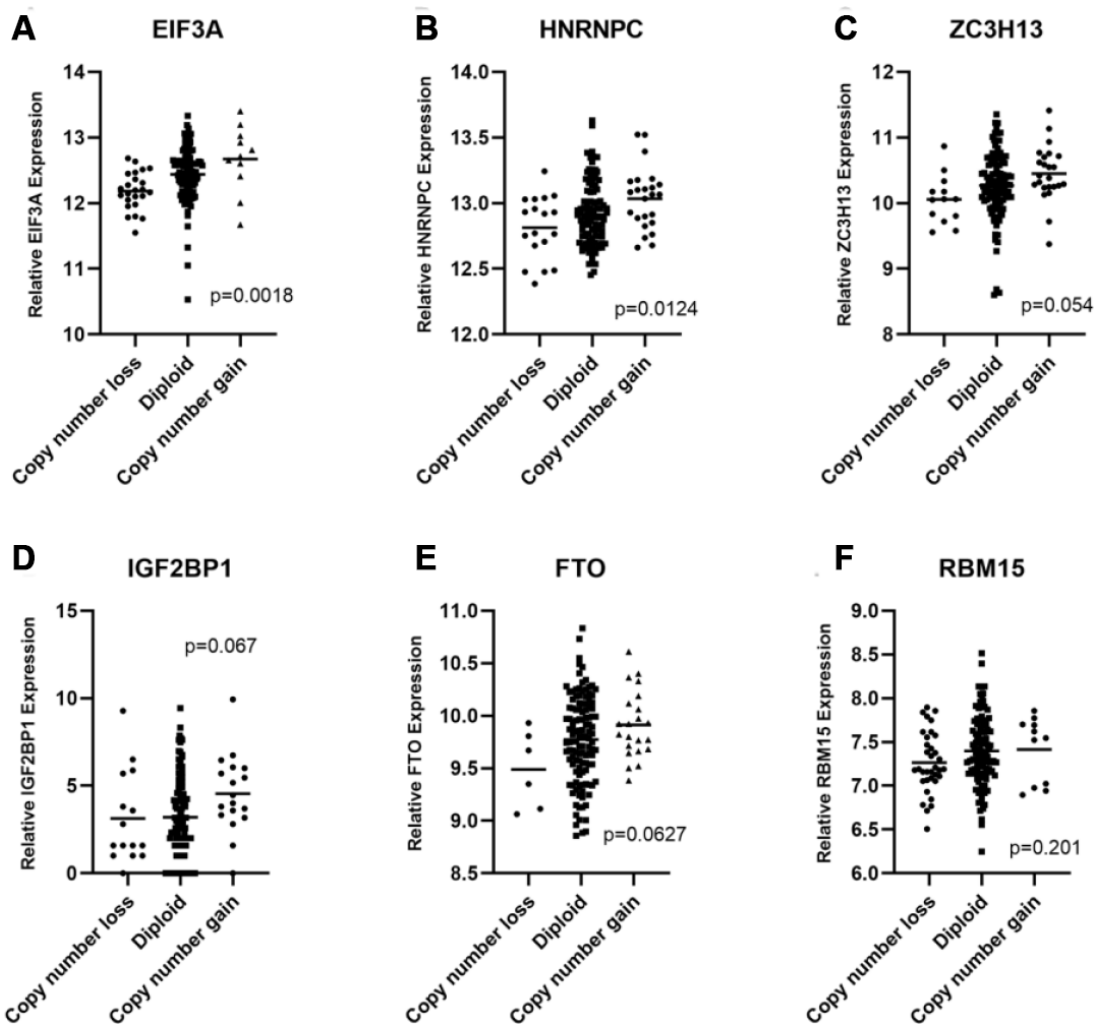 A
EIF3A
Relative EIF3A Expression
14
13
12
11
10
p=0.0018
Copy number loss
Diploid
Copy number gain
B
HNRNPC
Relative HNRNPC Expression
14.0
13.5
13.0
12.5
12.0
p=0.0124
Copy number loss
Diploid
Copy number gain
C
ZC3H13
Relative ZC3H13 Expression
12
11
10
9
8
p=0.054
Copy number loss
Diploid
Copy number gain
D
IGF2BP1
Relative IGF2BP1 Expression
15
10
5
0
p=0.067
Copy number loss
Diploid
Copy number gain
E
FTO
Relative FTO Expression
11.0
10.5
10.0
9.5
9.0
8.5
p=0.0627
Copy number loss
Diploid
Copy number gain
F
RBM15
Relative RBM15 Expression
9.0
8.5
8.0
7.5
7.0
6.5
6.0
p=0.201
Copy number loss
Diploid
Copy number gain